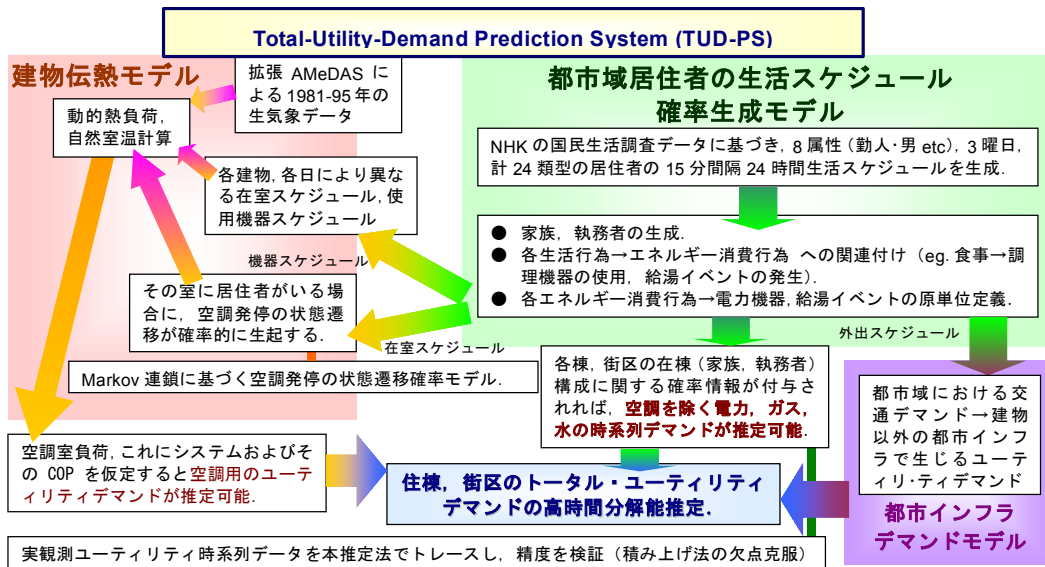 Total-Utility-Demand Prediction System (TUD-PS)
建物伝熱モデル
動的熱負荷,
自然室温計算
拡張 AMeDAS に
よる 1981-95 年の
生気象データ
各建物, 各日により異な
る在室スケジュール, 使
用機器スケジュール
機器スケジュール
その室に居住者がいる場
合に, 空調発停の状態遷
移が確率的に生起する.
在室スケジュール
Markov 連鎖に基づく空調発停の状態遷移確率モデル.
都市域居住者の生活スケジュール
確率生成モデル
NHK の国民生活調査データに基づき, 8 属性 (勤人･男 etc), 3 曜日,
計 24 類型の居住者の 15 分間隔 24 時間生活スケジュールを生成.
● 家族, 執務者の生成.
● 各生活行為→エネルギー消費行為 への関連付け (eg. 食事→調
理機器の使用, 給湯イベントの発生).
● 各エネルギー消費行為→電力機器, 給湯イベントの原単位定義.
外出スケジュール
各棟, 街区の在棟 (家族, 執務者)
構成に関する確率情報が付与さ
れれば, 空調を除く電力, ガス,
水の時系列デマンドが推定可能.
都市域における交
通デマンド→建物
以外の都市インフ
ラで生じるユーテ
ィリ･ティデマンド
都市インフラ
デマンドモデル
空調室負荷, これにシステムおよびそ
の COP を仮定すると空調用のユーテ
ィリティデマンドが推定可能.
住棟, 街区のトータル・ユーティリティ
デマンドの高時間分解能推定.
実観測ユーティリティ時系列データを本推定法でトレースし, 精度を検証 (積み上げ法の欠点克服)